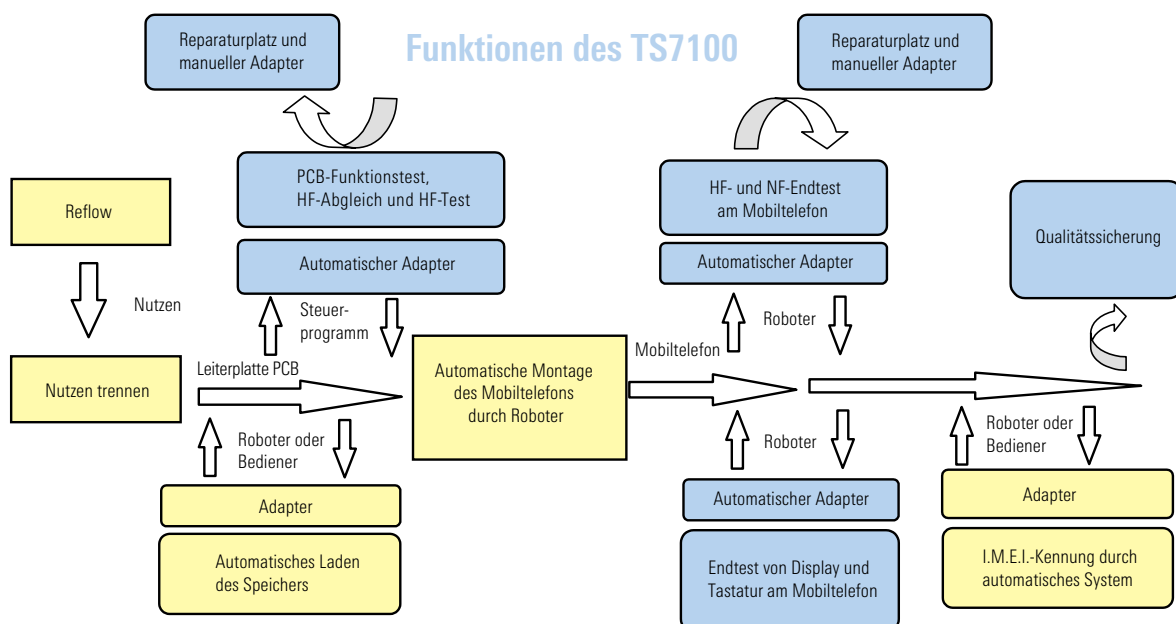 Funktionen des TS7100
Reparaturplatz und
manueller Adapter
Reparaturplatz und
manueller Adapter
PCB-Funktionstest,
HF-Abgleich und HF-Test
HF- und NF-Endtest
am Mobiltelefon
Reflow
Qualitätssicherung
Automatischer Adapter
Automatischer Adapter
Nutzen
Steuer-
programm
Roboter
Mobiltelefon
Leiterplatte PCB
Nutzen trennen
Automatische Montage
des Mobiltelefons
durch Roboter
Roboter oder
Bediener
Roboter
Roboter oder
Bediener
Adapter
Automatischer Adapter
Adapter
Automatisches Laden
des Speichers
Endtest von Display und
Tastatur am Mobiltelefon
I.M.E.I.-Kennung durch
automatisches System